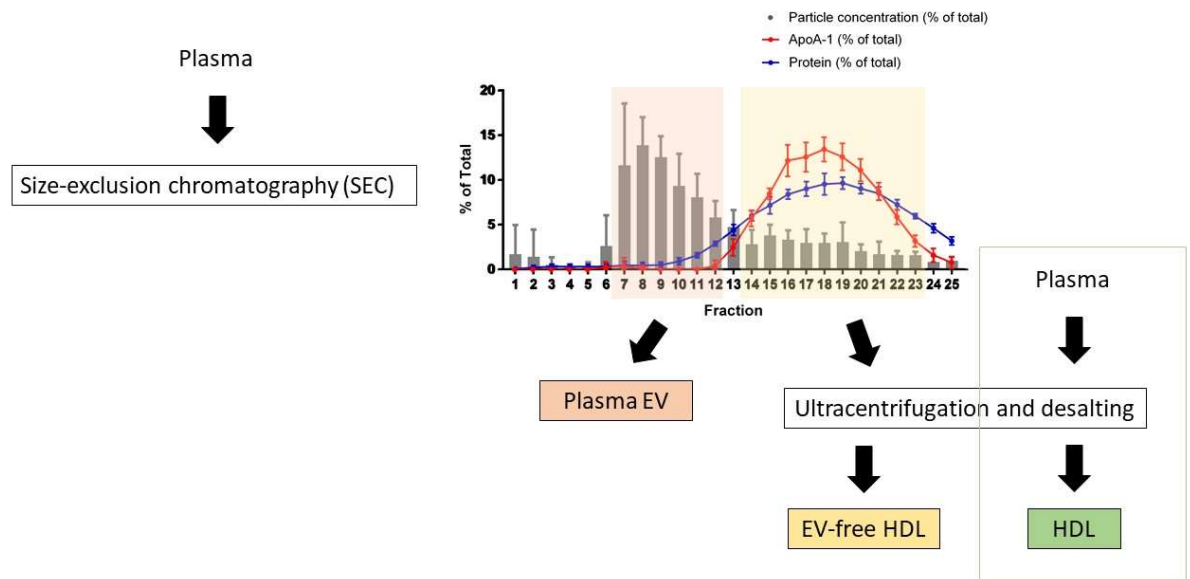 Plasma
Size-exclusion chromatography (SEC)
Particle concentration (% of total)
ApoA-1 (% of total)
Protein (% of total)
% of Total
20
15
10
5
0
1 2 3 4 5 6 7 8 9 10 11 12 13 14 15 16 17 18 19 20 21 22 23 24 25
Fraction
Plasma EV
Plasma
Ultracentrifugation and desalting
EV-free HDL
HDL